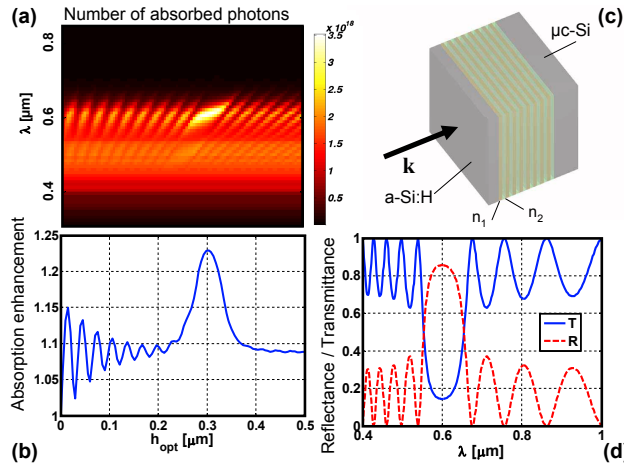 (a)
Number of absorbed photons
x 10^18
0.8
0.6
0.4
λ [μm]
3.5
3
2.5
2
1.5
1
0.5
(c)
μc-Si
k
a-Si:H
n_1
n_2
1.25
1.2
1.15
1.1
1.05
1
Absorption enhancement
0 0.1 0.2 0.3 0.4 0.5
h_opt [μm]
(b)
1
0.8
0.6
0.4
0.2
0
Reflectance / Transmittance
T
R
0.4 0.6 0.8 1
λ [μm]
(d)